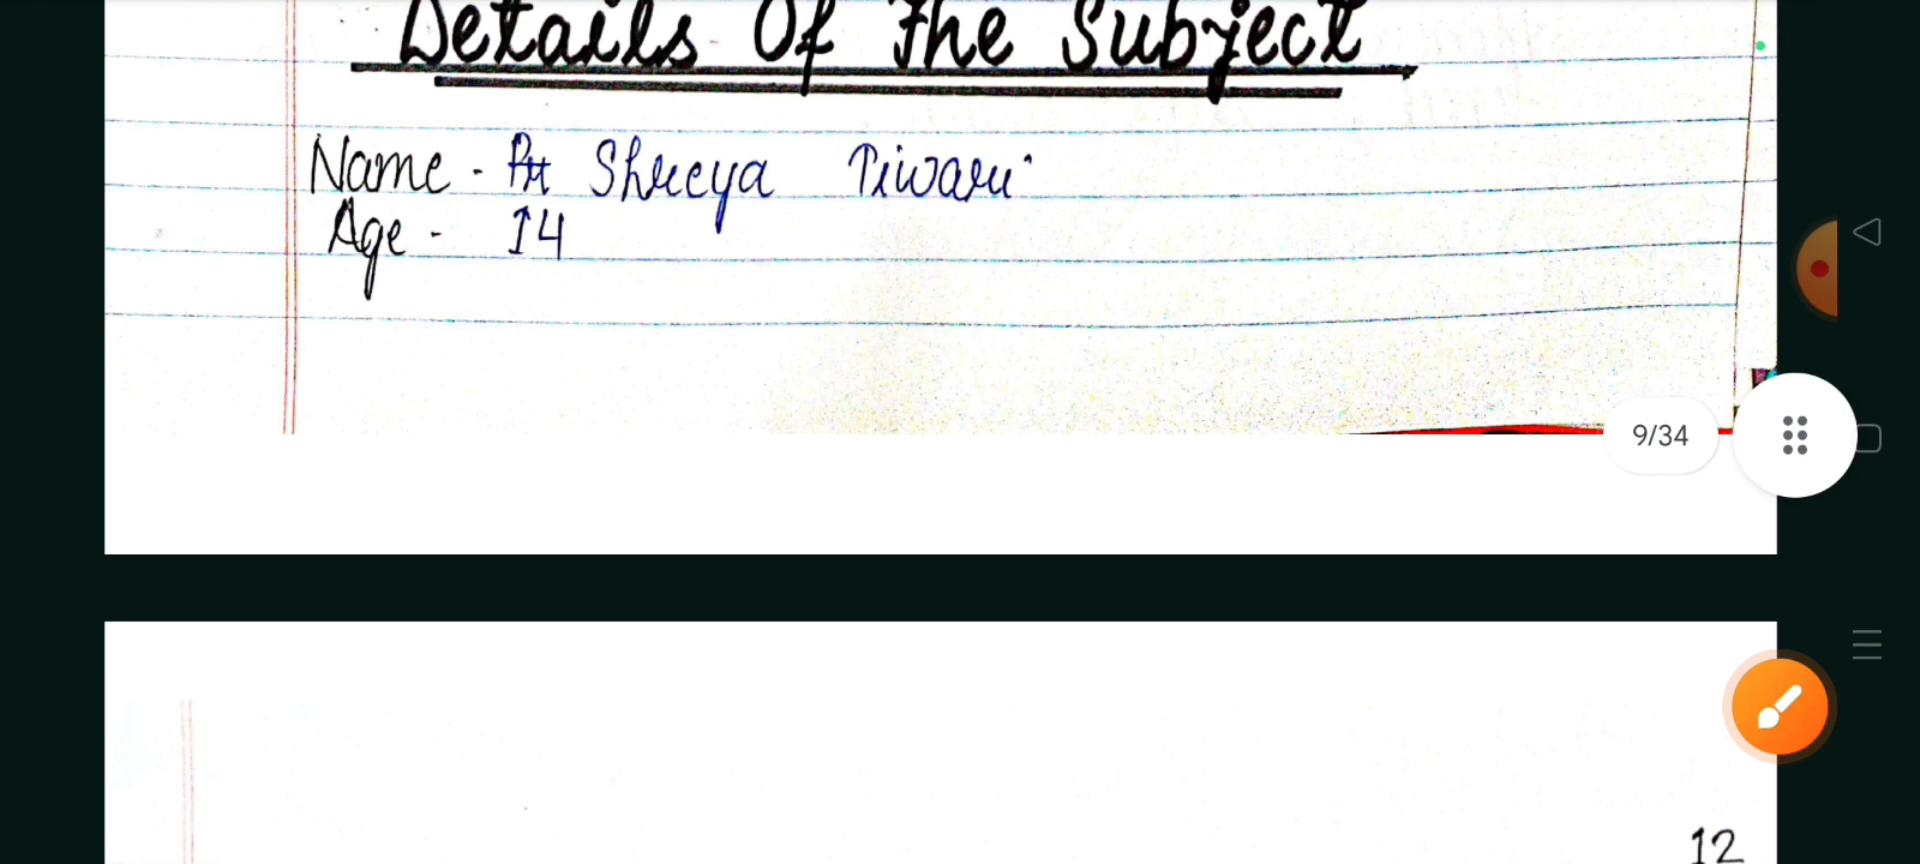 Details Of The Subject
Name - Shreya Tiwari
Age - 14
9/34
12